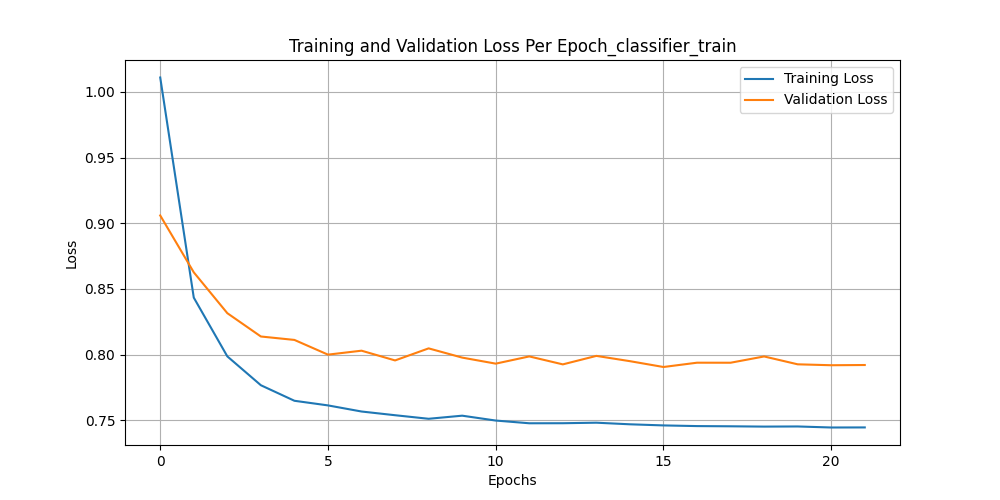 Training and Validation Loss Per Epoch_classifier_train
Training Loss
Validation Loss
1.00
0.95
0.90
0.85
0.80
0.75
Loss
0
5
10
15
20
Epochs